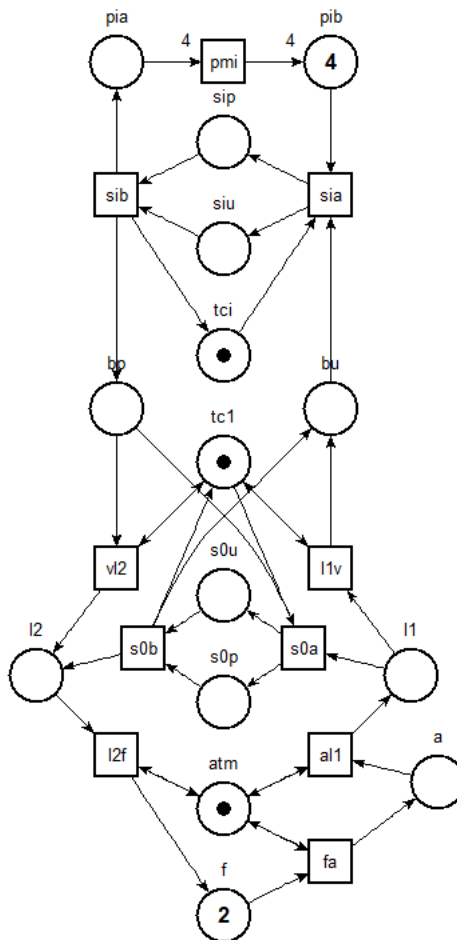 pia
pib
4
4
pmi
4
sip
sib
sia
siu
tci
bp
bu
tc1
vl2
s0u
l1v
l2
s0b
s0a
l1
s0p
l2f
atm
al1
a
fa
f
2